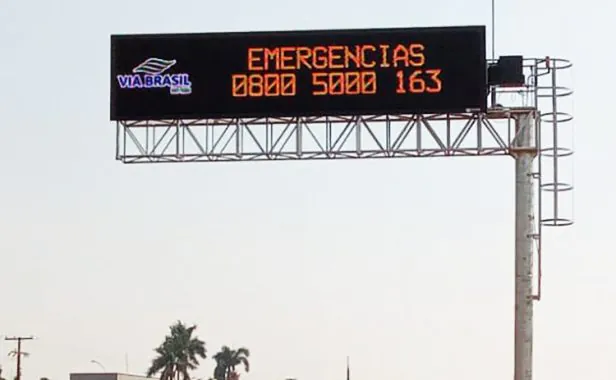 EMERGENCIAS
VIA BRASIL
0800 5000 163